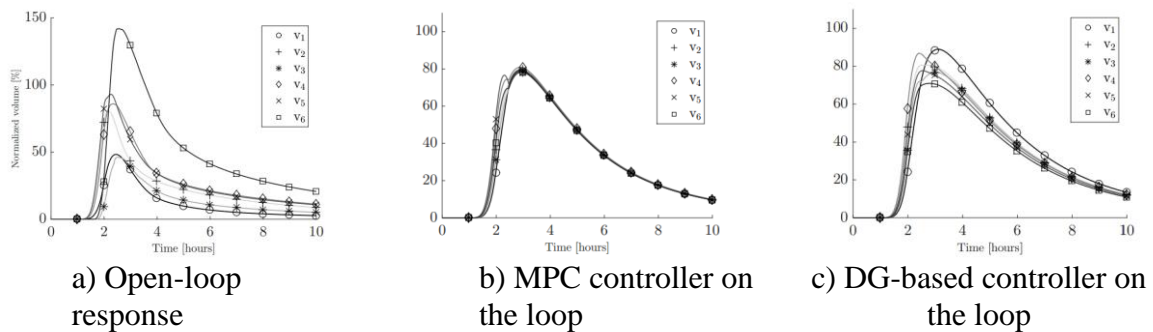 150
100
50
0
Normalized volume [%]
0 2 4 6 8 10
Time [hours]
v1
v2
v3
v4
v5
v6
a) Open-loop
response
100
80
60
40
20
0
0 2 4 6 8 10
Time [hours]
v1
v2
v3
v4
v5
v6
b) MPC controller on
the loop
100
80
60
40
20
0
0 2 4 6 8 10
Time [hours]
v1
v2
v3
v4
v5
v6
c) DG-based controller on
the loop